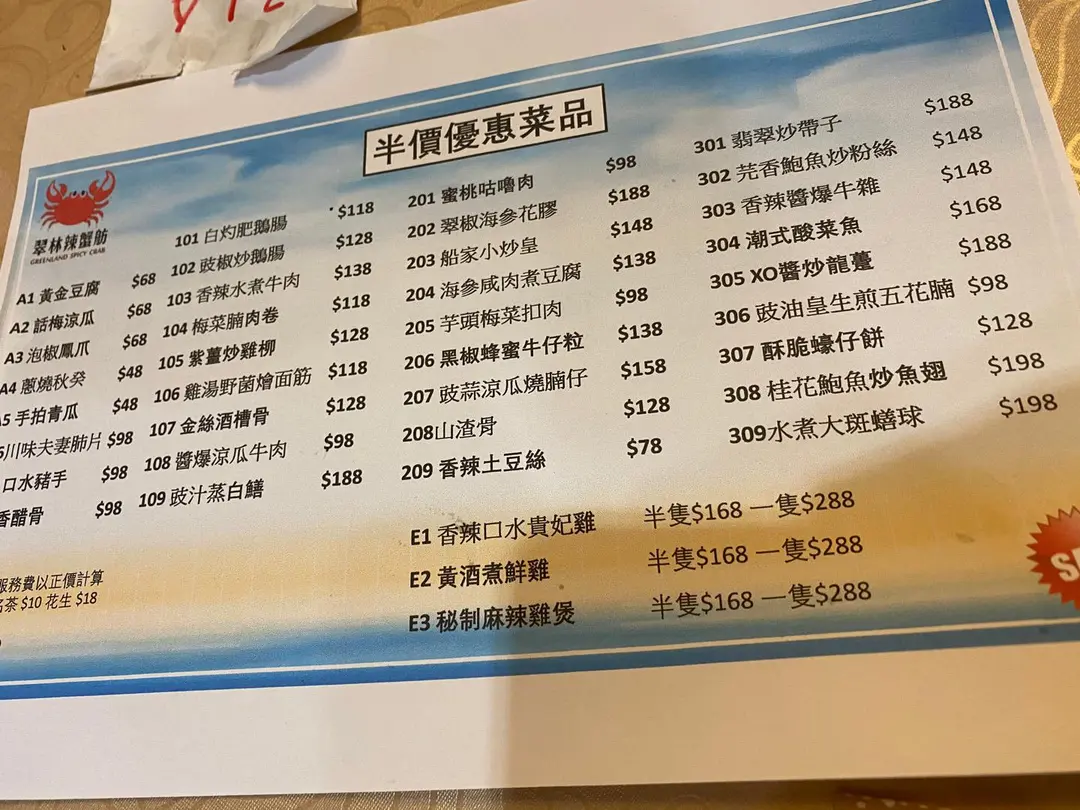 半價優惠菜品
翠林辣蟹舫
GREENLAND SPICY CRAB
A1 黃金豆腐 $68
A2 話梅涼瓜 $68
A3 泡椒鳳爪 $68
A4 蔥燒秋癸 $48
A5 手拍青瓜 $48
川味夫妻肺片 $98
口水豬手 $98
香醋骨 $98
101 白灼肥鵝腸 $118
102 豉椒炒鵝腸 $128
103 香辣水煮牛肉 $138
104 梅菜腩肉卷 $118
105 紫薑炒雞柳 $128
106 雞湯野菌燴面筋 $118
107 金絲酒槽骨 $128
108 醬爆涼瓜牛肉 $98
109 豉汁蒸白鱔 $188
201 蜜桃咕嚕肉 $98
202 翠椒海參花膠 $188
203 船家小炒皇 $148
204 海參咸肉煮豆腐 $138
205 芋頭梅菜扣肉 $98
206 黑椒蜂蜜牛仔粒 $138
207 豉蒜涼瓜燒腩仔 $158
208山渣骨 $128
209 香辣土豆絲 $78
301 翡翠炒帶子 $188
302 芫香鮑魚炒粉絲 $148
303 香辣醬爆牛雜 $148
304 潮式酸菜魚 $168
305 XO醬炒龍躉 $188
306 豉油皇生煎五花腩 $98
307 酥脆蠔仔餅 $128
308 桂花鮑魚炒魚翅 $198
309水煮大斑蟮球 $198
E1 香辣口水貴妃雞 半隻$168 一隻$288
E2 黃酒煮鮮雞 半隻$168 一隻$288
E3 秘制麻辣雞煲 半隻$168 一隻$288
服務費以正價計算
茶 $10 花生 $18